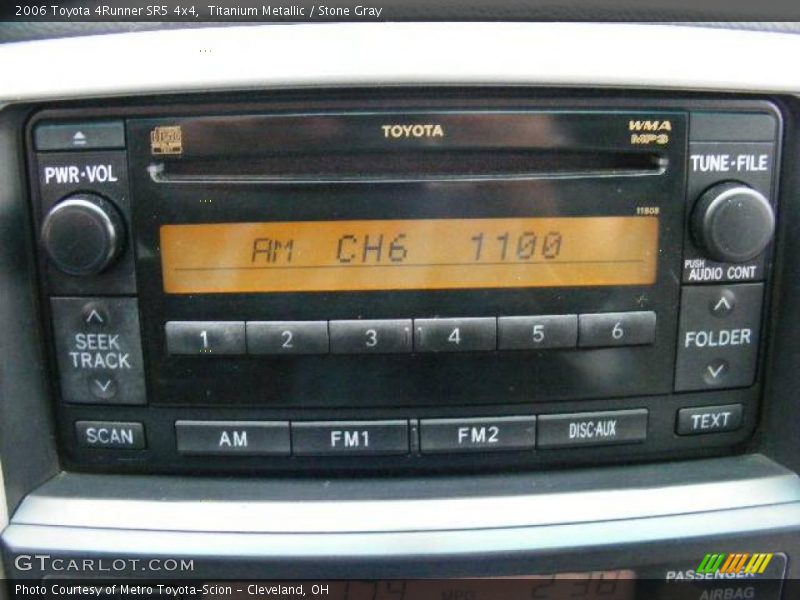 2006 Toyota 4Runner SR5 4x4,  Titanium Metallic / Stone Gray
TOYOTA
WMA
MP3
PWR·VOL
TUNE·FILE
11808
AM CH6 1100
PUSH
AUDIO CONT
1 2 3 4 5 6
SEEK
TRACK
FOLDER
SCAN
AM FM1 FM2 DISC·AUX
TEXT
GTCARLOT.COM
PASSENGER
AIRBAG
Photo Courtesy of Metro Toyota-Scion - Cleveland, OH